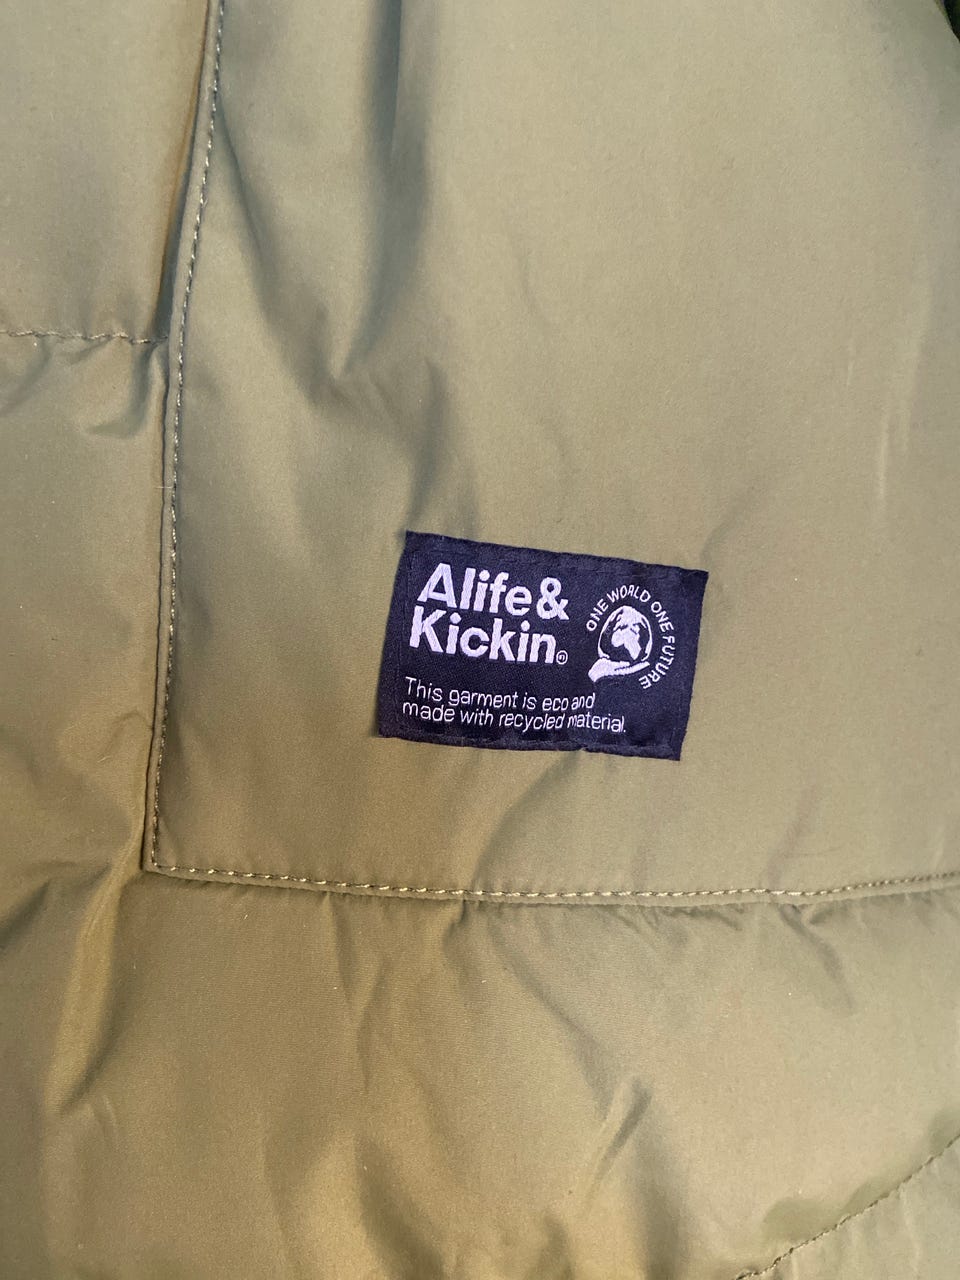 Alife&
Kickin®
ONE WORLD ONE FUTURE
This garment is eco and
made with recycled material.